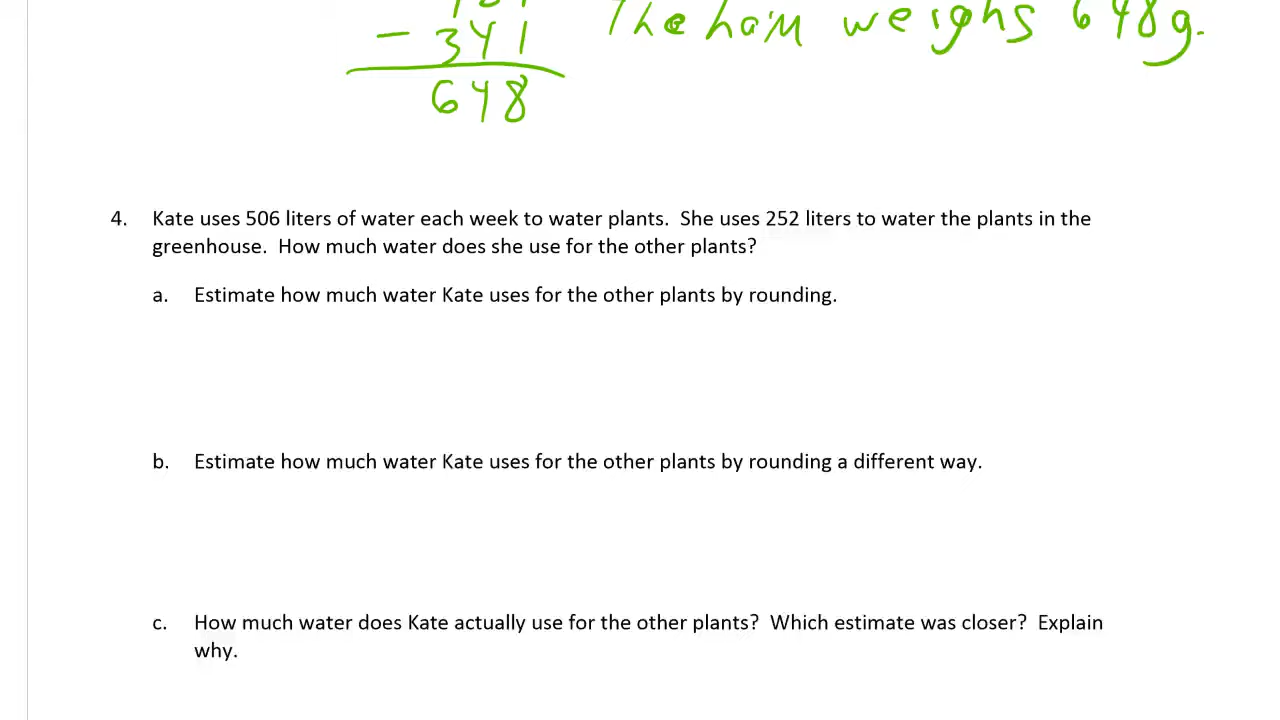 - 341 The ham weighs 648g.
648
4. Kate uses 506 liters of water each week to water plants. She uses 252 liters to water the plants in the
greenhouse. How much water does she use for the other plants?
a. Estimate how much water Kate uses for the other plants by rounding.
b. Estimate how much water Kate uses for the other plants by rounding a different way.
c. How much water does Kate actually use for the other plants? Which estimate was closer? Explain
why.